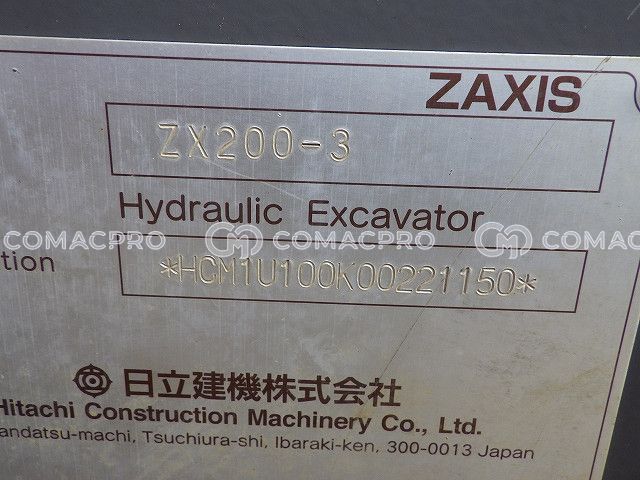 ZAXIS
ZX200-3
Hydraulic Excavator
COMACPRO COMACPRO COMACPRO
tion
*HCM1U100K00221150*
日立建機株式会社
Hitachi Construction Machinery Co., Ltd.
andatsu-machi, Tsuchiura-shi, Ibaraki-ken, 300-0013 Japan